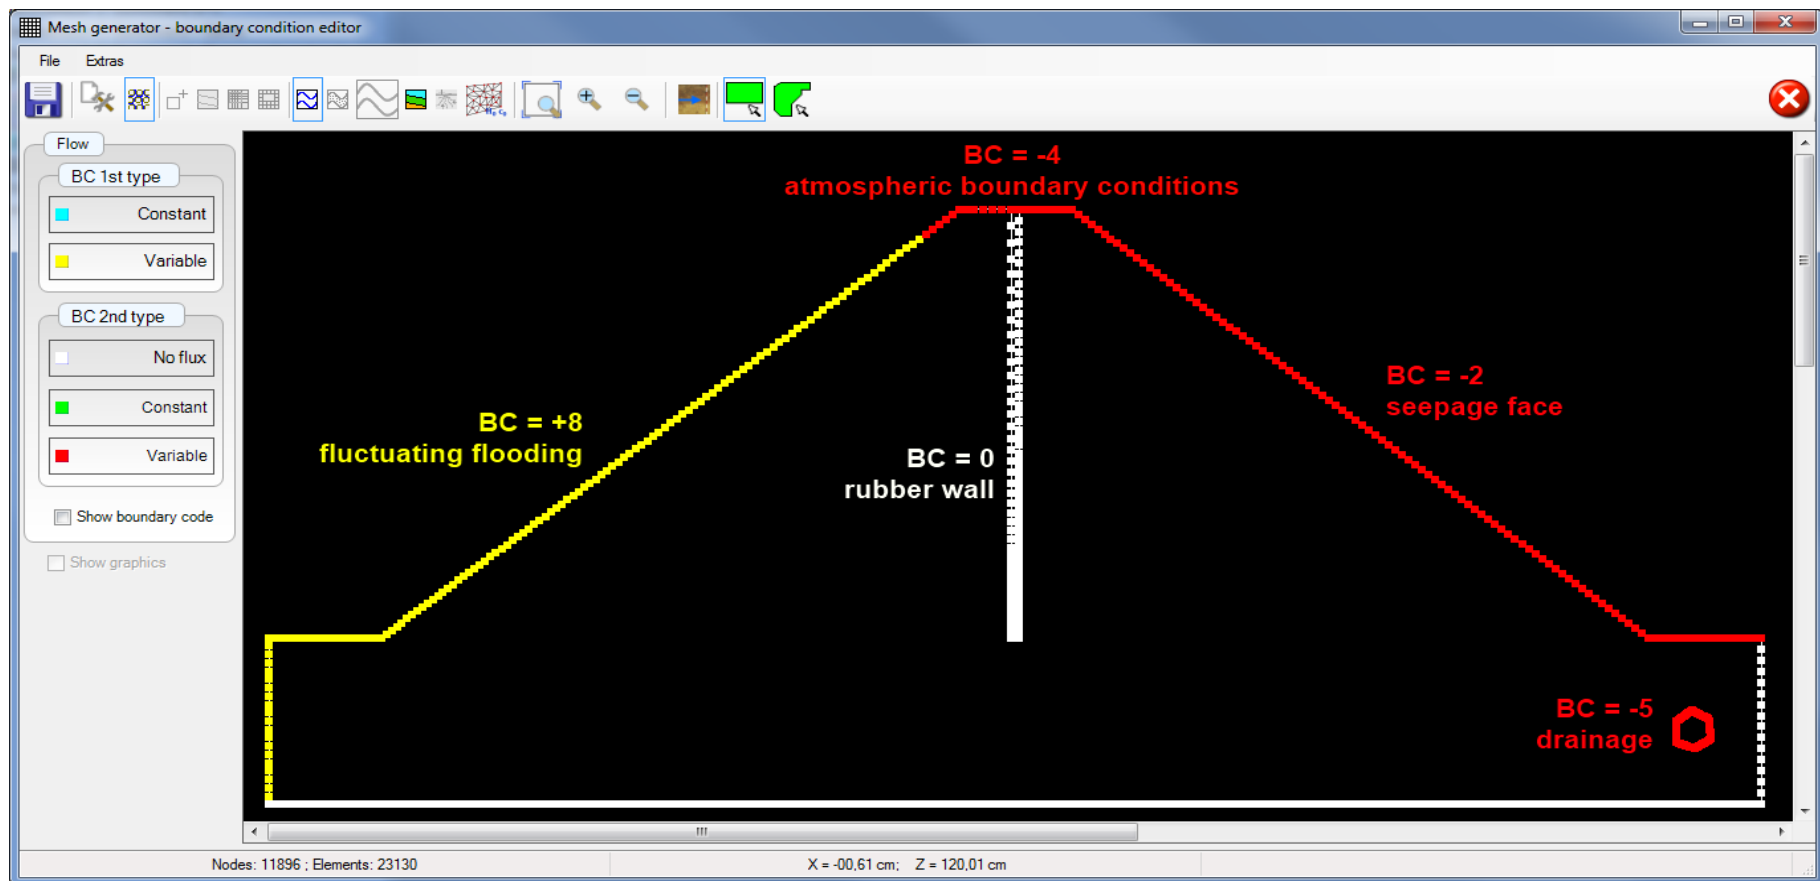 Mesh generator - boundary condition editor
File Extras
Flow
BC 1st type
Constant
Variable
BC 2nd type
No flux
Constant
Variable
Show boundary code
Show graphics
BC = -4
atmospheric boundary conditions
BC = -2
seepage face
BC = +8
fluctuating flooding
BC = 0
rubber wall
BC = -5
drainage
Nodes: 11896 ; Elements: 23130
X = -00,61 cm; Z = 120,01 cm